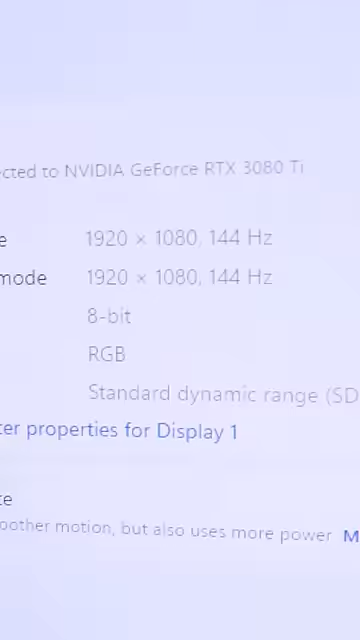 cted to NVIDIA GeForce RTX 3080 Ti
e 1920 × 1080, 144 Hz
mode 1920 × 1080, 144 Hz
8-bit
RGB
Standard dynamic range (SD
ter properties for Display 1
te
oother motion, but also uses more power M